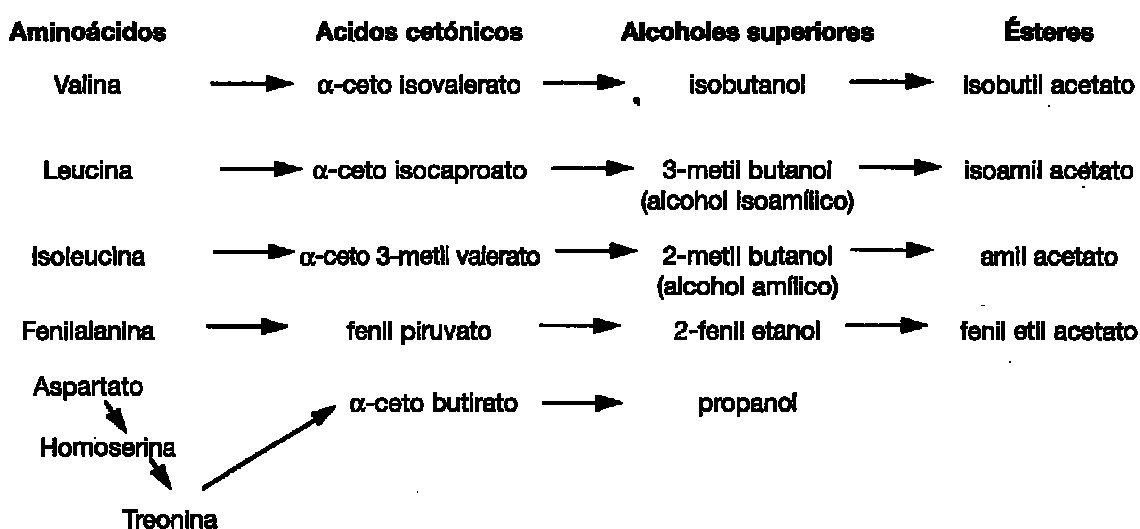 Aminoácidos Acidos cetónicos Alcoholes superiores Ésteres
Valina α-ceto isovalerato isobutanol isobutil acetato
Leucina α-ceto isocaproato 3-metil butanol isoamil acetato
(alcohol isoamílico)
Isoleucina α-ceto 3-metil valerato 2-metil butanol amil acetato
(alcohol amílico)
Fenilalanina fenil piruvato 2-fenil etanol fenil etil acetato
Aspartato
α-ceto butirato propanol
Homoserina
Treonina